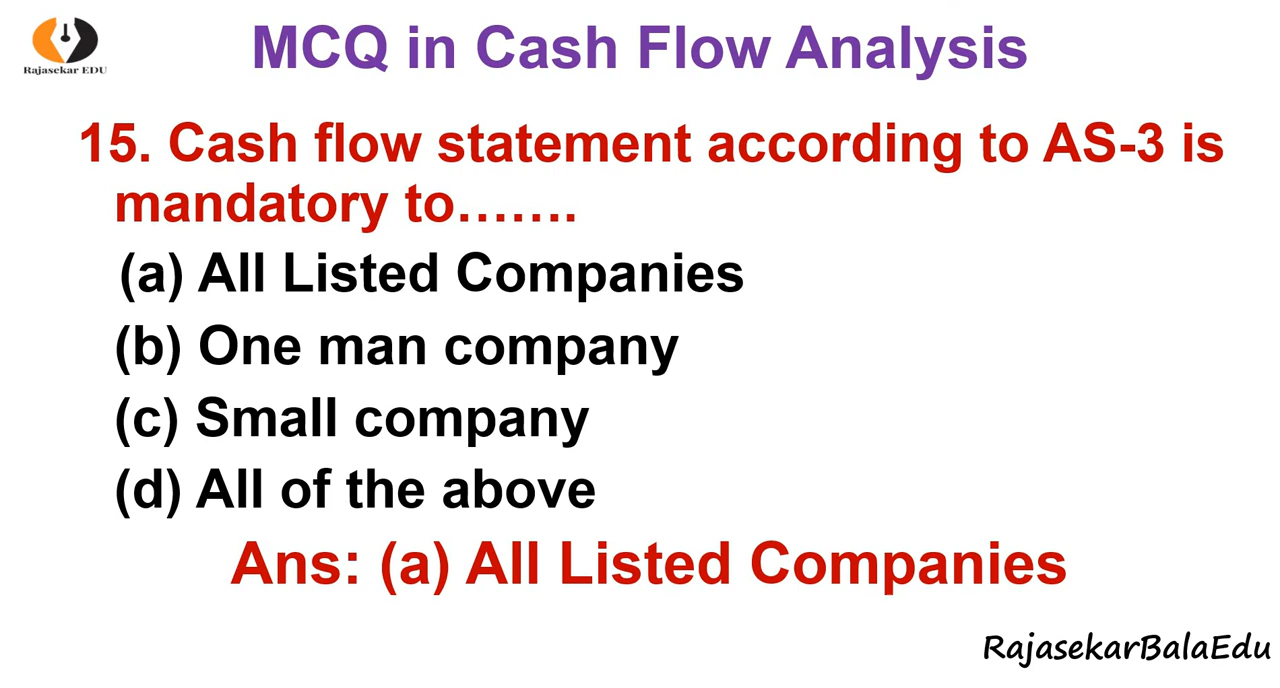 Rajasekar EDU
MCQ in Cash Flow Analysis
15. Cash flow statement according to AS-3 is
mandatory to.......
(a) All Listed Companies
(b) One man company
(c) Small company
(d) All of the above
Ans: (a) All Listed Companies
RajasekarBalaEdu